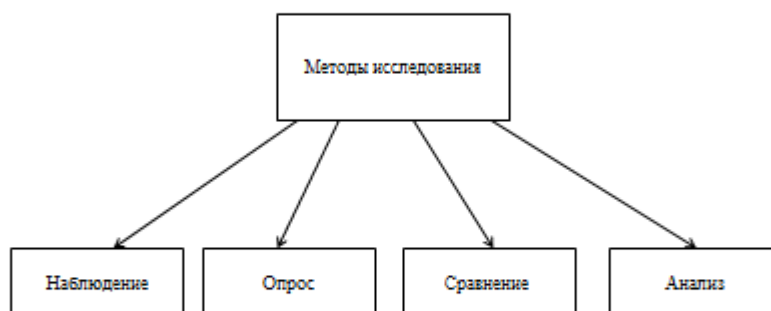 Методы исследования
Наблюдение
Опрос
Сравнение
Анализ